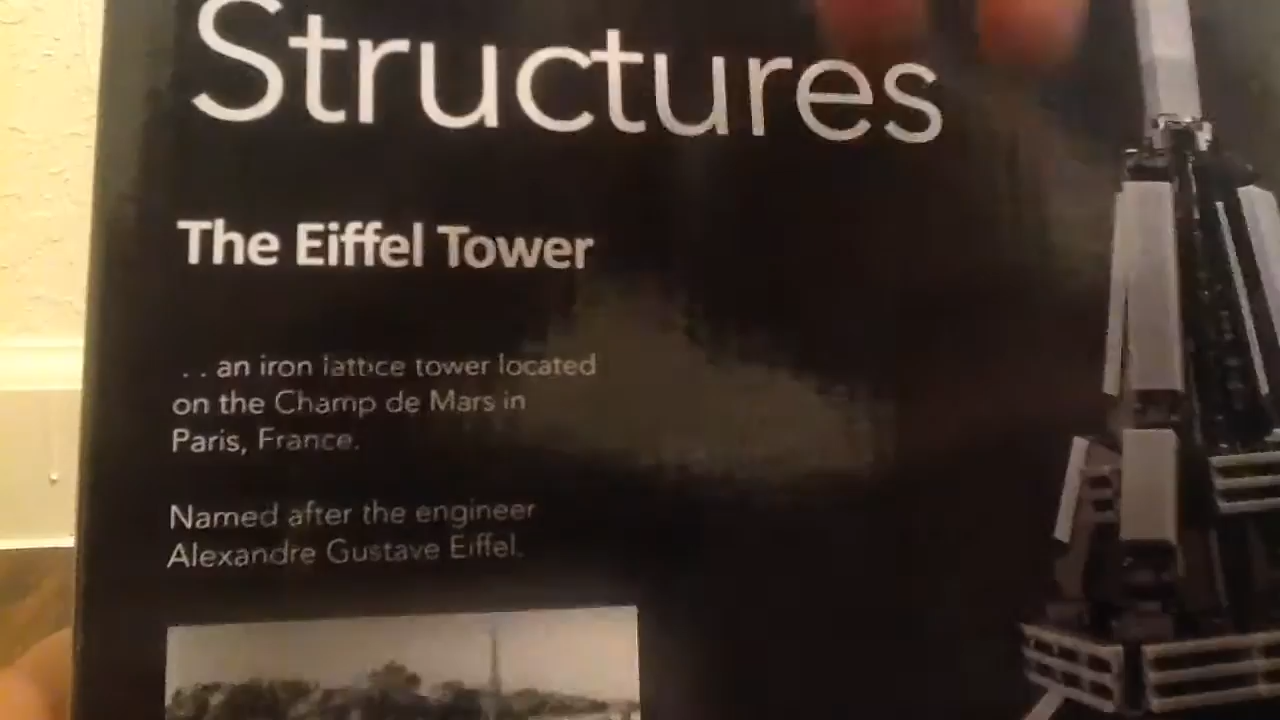 Structures
The Eiffel Tower
. . an iron lattice tower located
on the Champ de Mars in
Paris, France.
Named after the engineer
Alexandre Gustave Eiffel.